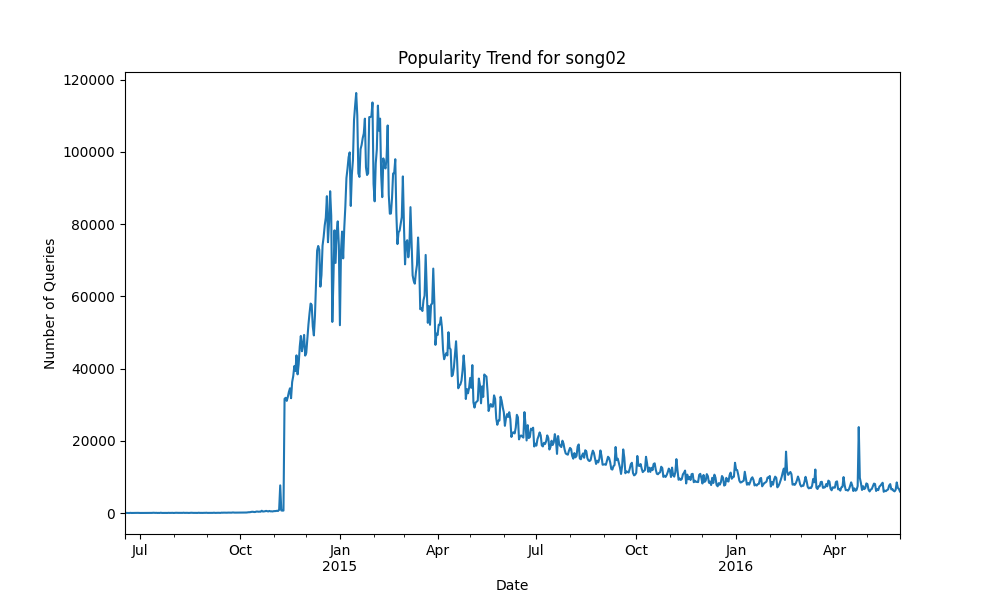 Popularity Trend for song02
Number of Queries
120000
100000
80000
60000
40000
20000
0
Jul Oct Jan Apr Jul Oct Jan Apr
2015 2016
Date